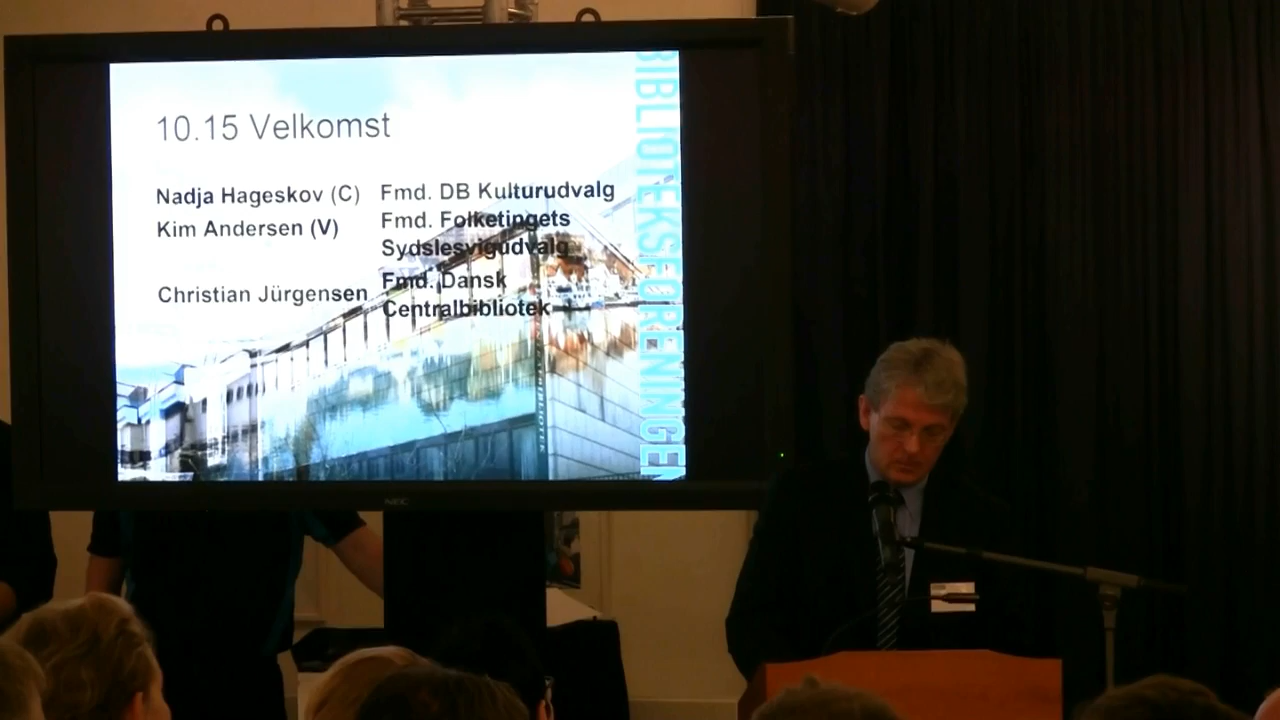 10.15 Velkomst
Nadja Hageskov (C) Fmd. DB Kulturudvalg
Kim Andersen (V) Fmd. Folketingets
Sydslesvigudvalg
Christian Jürgensen Fmd. Dansk
Centralbibliotek
BIBLIOTEKSFORENINGEN
NEC